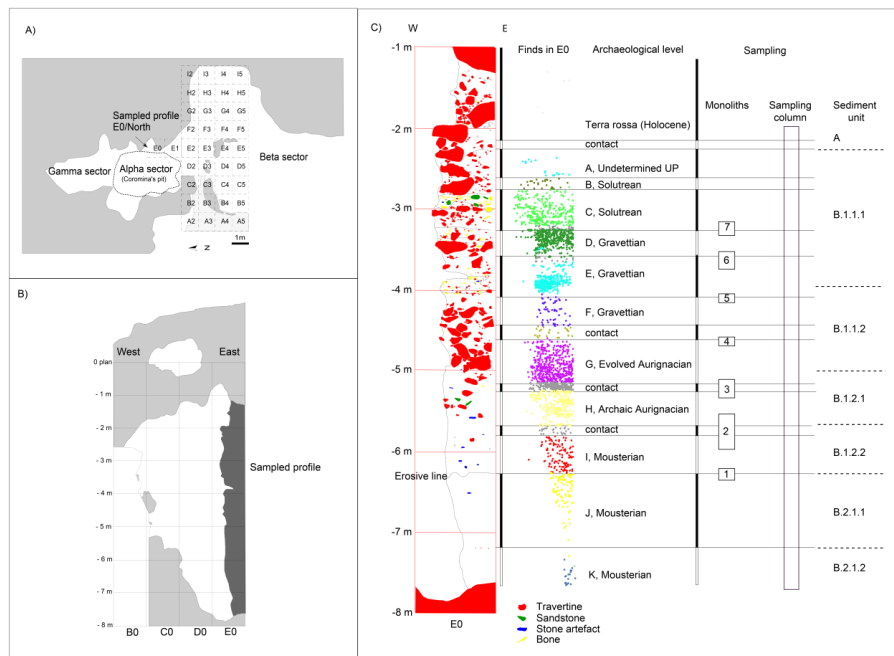 A)
I2 I3 I4 I5
H2 H3 H4 H5
Sampled profile
E0/North
G2 G3 G4 G5
F2 F3 F4 F5
E0 E1 E2 E3 E4 E5
Beta sector
Gamma sector
Alpha sector
(Coromina's pit)
D2 D3 D4 D5
C2 C3 C4 C5
B2 B3 B4 B5
A2 A3 A4 A5
N
1m
B)
West East
0 plan
- 1 m
- 2 m
- 3 m
- 4 m
- 5 m
- 6 m
- 7 m
- 8 m
Sampled profile
B0 C0 D0 E0
C) W E
Finds in E0 Archaeological level Sampling
Monoliths Sampling column Sediment unit
-1 m
-2 m
-3 m
-4 m
-5 m
-6 m
Erosive line
-7 m
-8 m
E0
Terra rossa (Holocene)
contact
A, Undetermined UP
B, Solutrean
C, Solutrean
D, Gravettian
E, Gravettian
F, Gravettian
contact
G, Evolved Aurignacian
contact
H, Archaic Aurignacian
contact
I, Mousterian
J, Mousterian
K, Mousterian
7
6
5
4
3
2
1
A
B.1.1.1
B.1.1.2
B.1.2.1
B.1.2.2
B.2.1.1
B.2.1.2
Travertine
Sandstone
Stone artefact
Bone